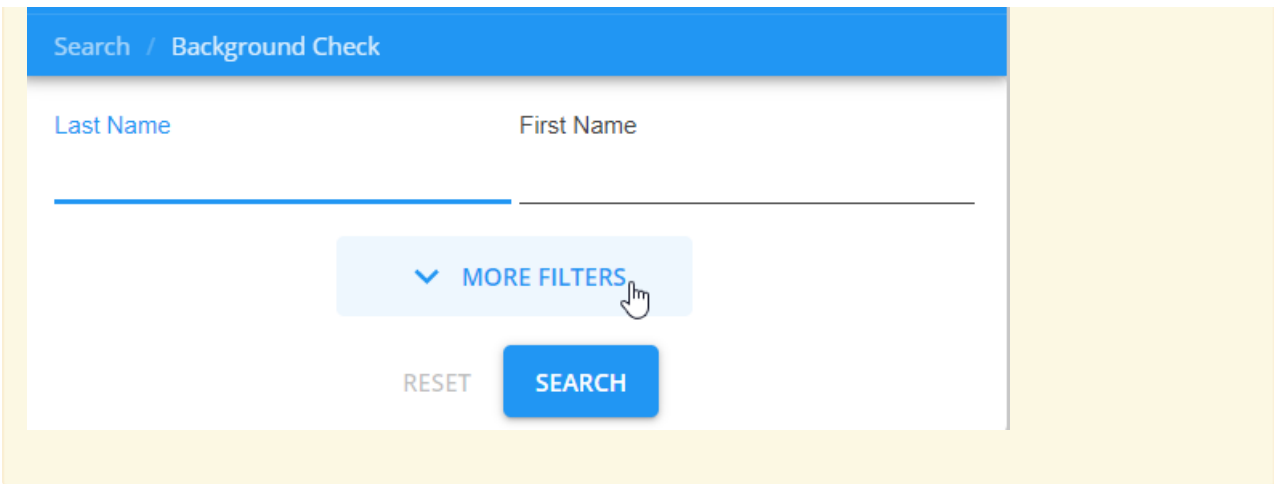 Search / Background Check
Last Name First Name
MORE FILTERS
RESET SEARCH